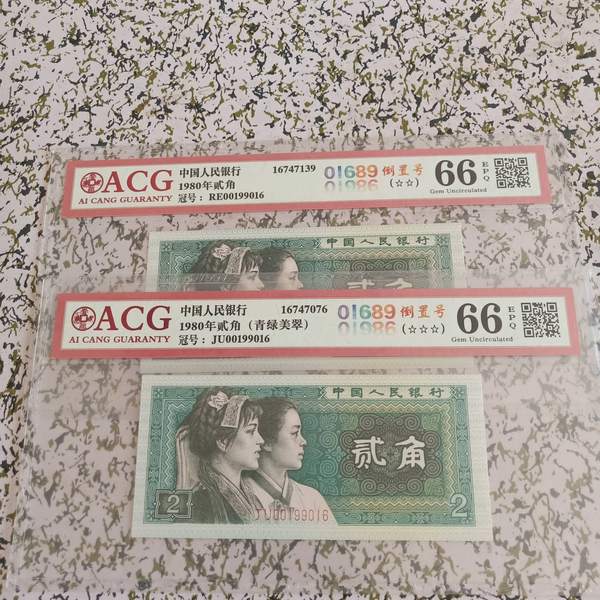 ACG
AI CANG GUARANTY
中国人民银行 16747139
1980年贰角
冠号: RE00199016
01689 倒置号
01986 (☆☆)
66 EPQ
Gem Uncirculated
中国人民银行
贰角
ACG
AI CANG GUARANTY
中国人民银行 16747076
1980年贰角 (青绿美翠)
冠号: JU00199016
01689 倒置号
01986 (☆☆☆)
66 EPQ
Gem Uncirculated
中国人民银行
贰角
2
JU00199016
2